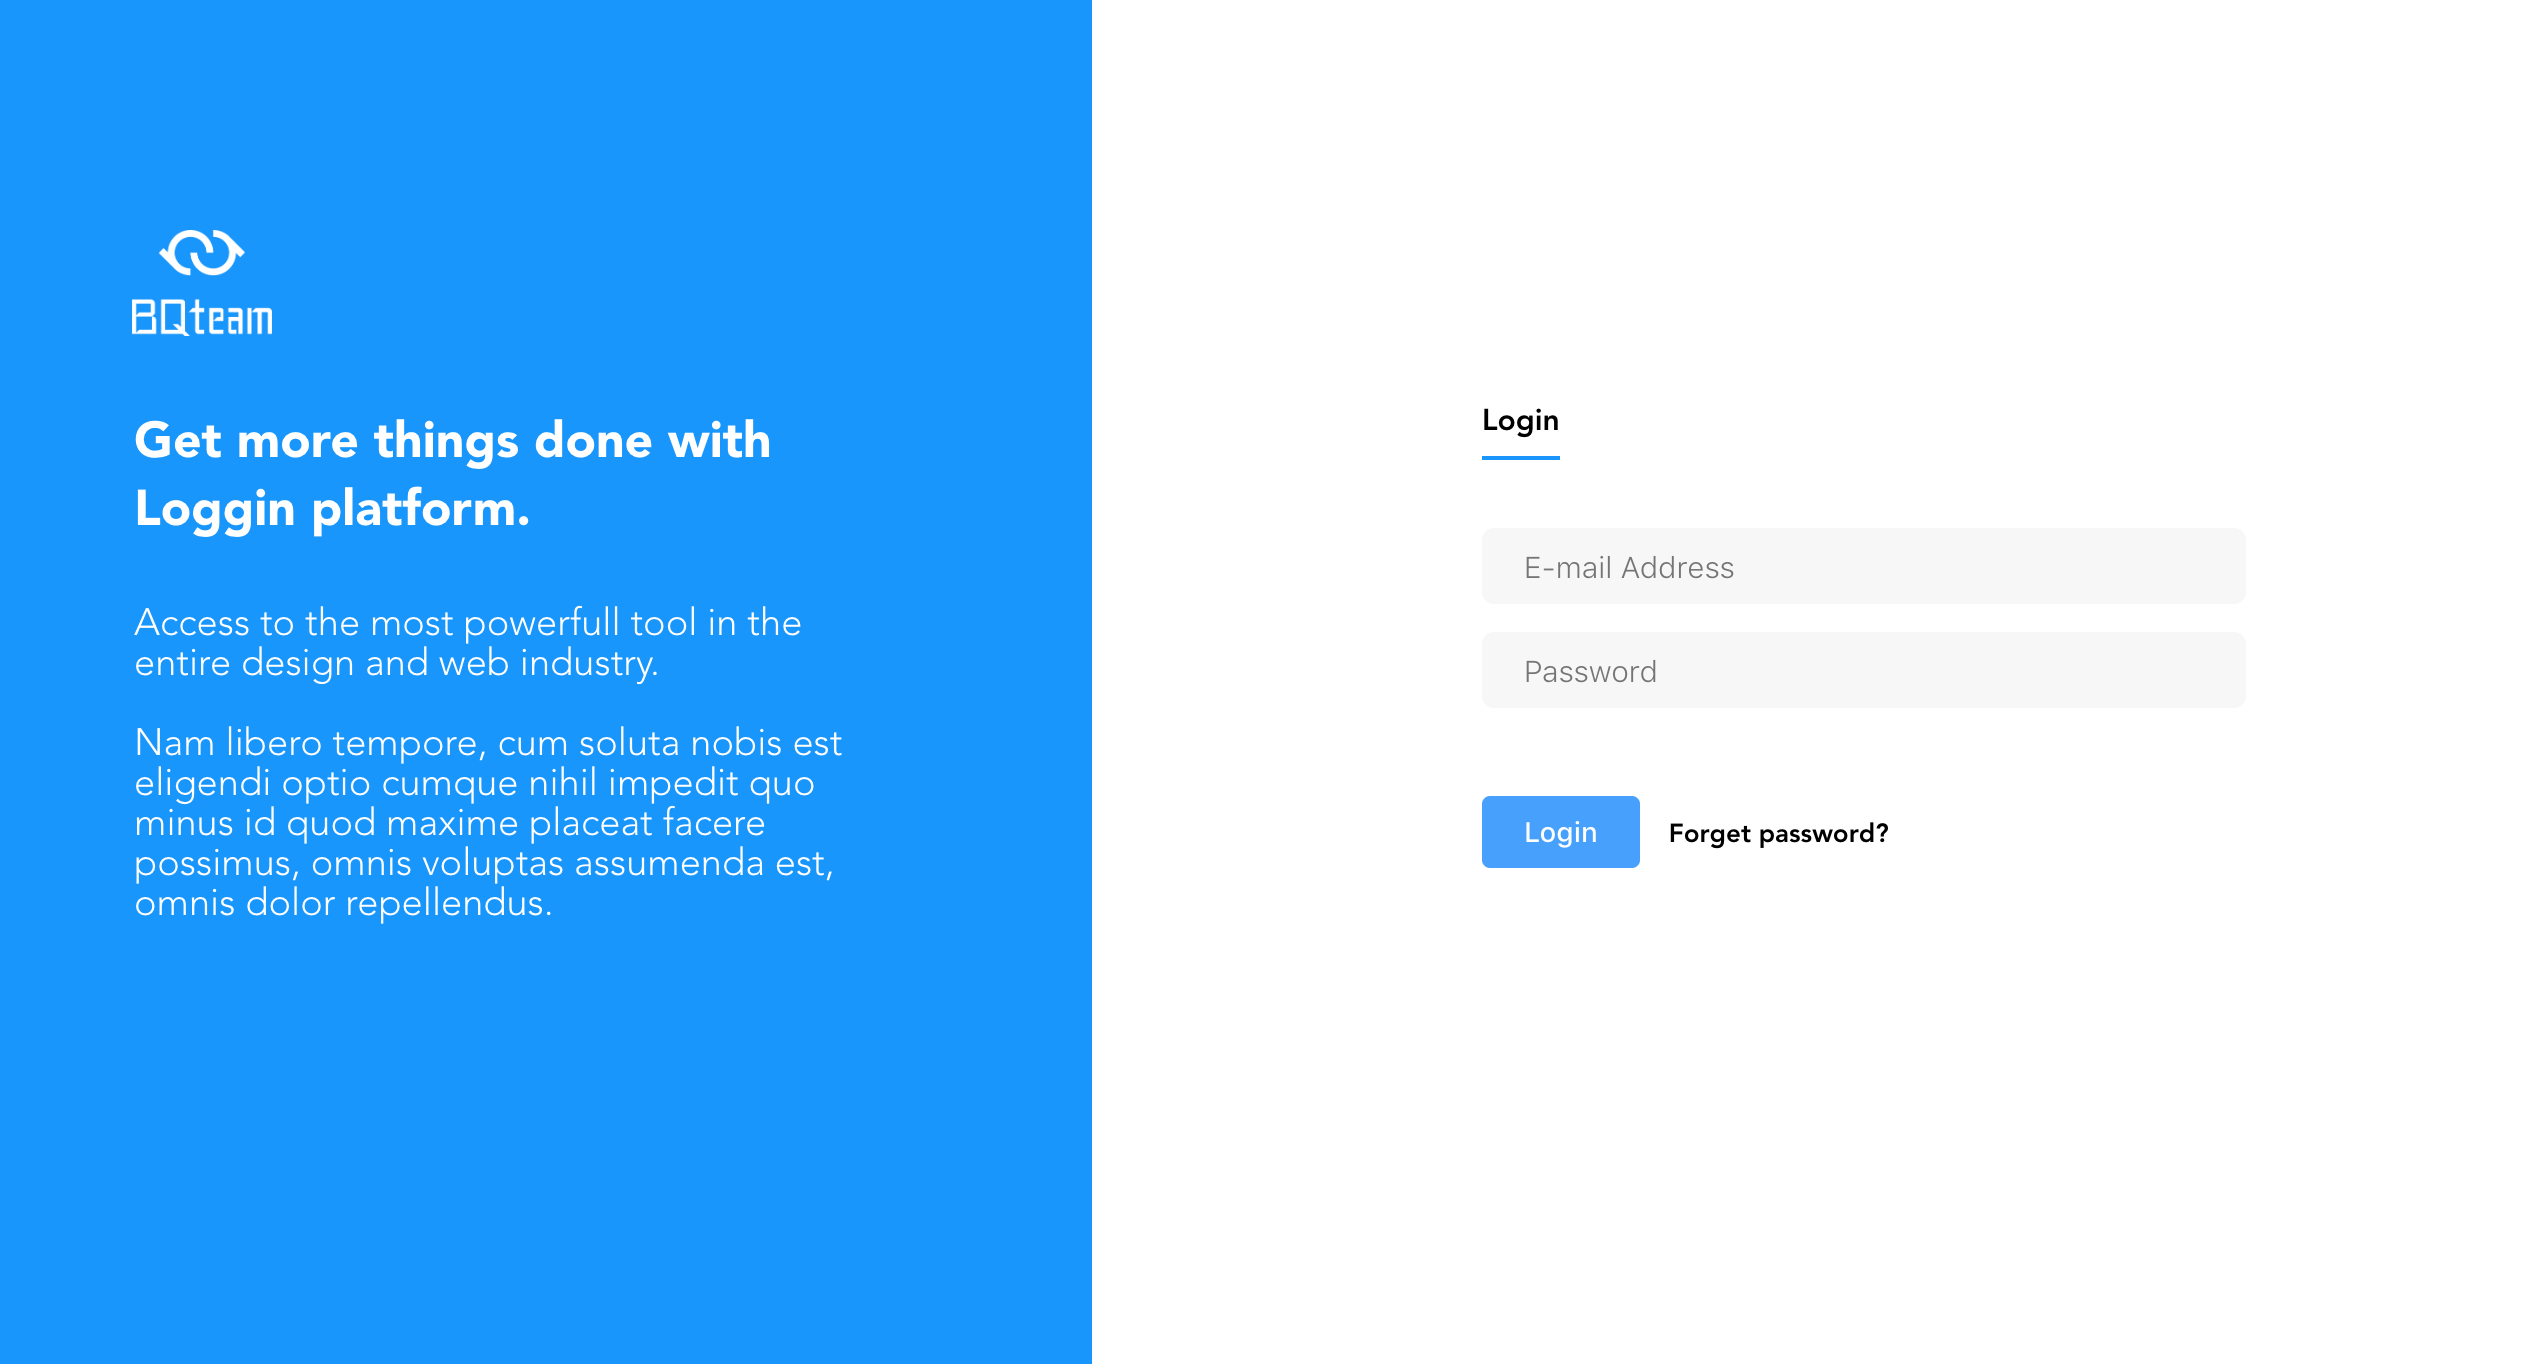 BQteam
Get more things done with
Loggin platform.
Access to the most powerfull tool in the
entire design and web industry.
Nam libero tempore, cum soluta nobis est
eligendi optio cumque nihil impedit quo
minus id quod maxime placeat facere
possimus, omnis voluptas assumenda est,
omnis dolor repellendus.
Login
E-mail Address
Password
Login
Forget password?